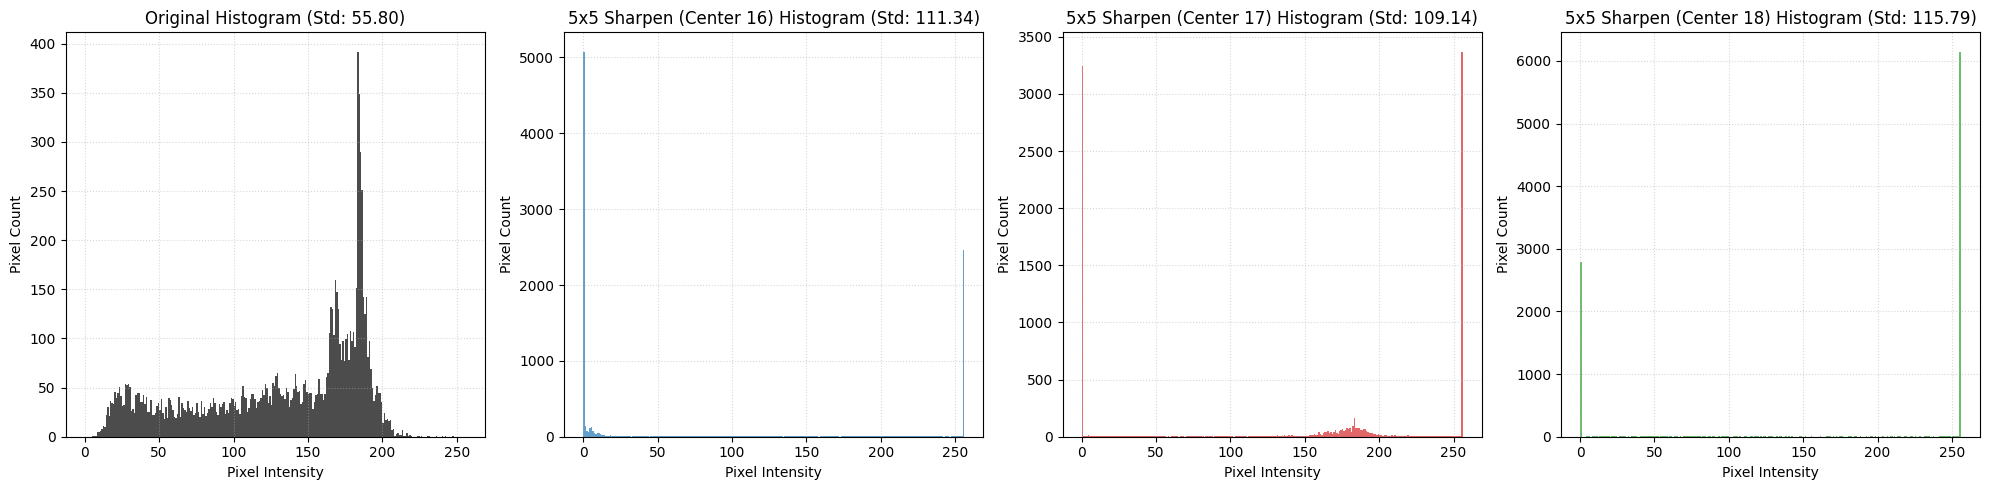 Original Histogram (Std: 55.80)
400
350
300
250
200
150
100
50
0
Pixel Count
0 50 100 150 200 250
Pixel Intensity
5x5 Sharpen (Center 16) Histogram (Std: 111.34)
5000
4000
3000
2000
1000
0
Pixel Count
0 50 100 150 200 250
Pixel Intensity
5x5 Sharpen (Center 17) Histogram (Std: 109.14)
3500
3000
2500
2000
1500
1000
500
0
Pixel Count
0 50 100 150 200 250
Pixel Intensity
5x5 Sharpen (Center 18) Histogram (Std: 115.79)
6000
5000
4000
3000
2000
1000
0
Pixel Count
0 50 100 150 200 250
Pixel Intensity